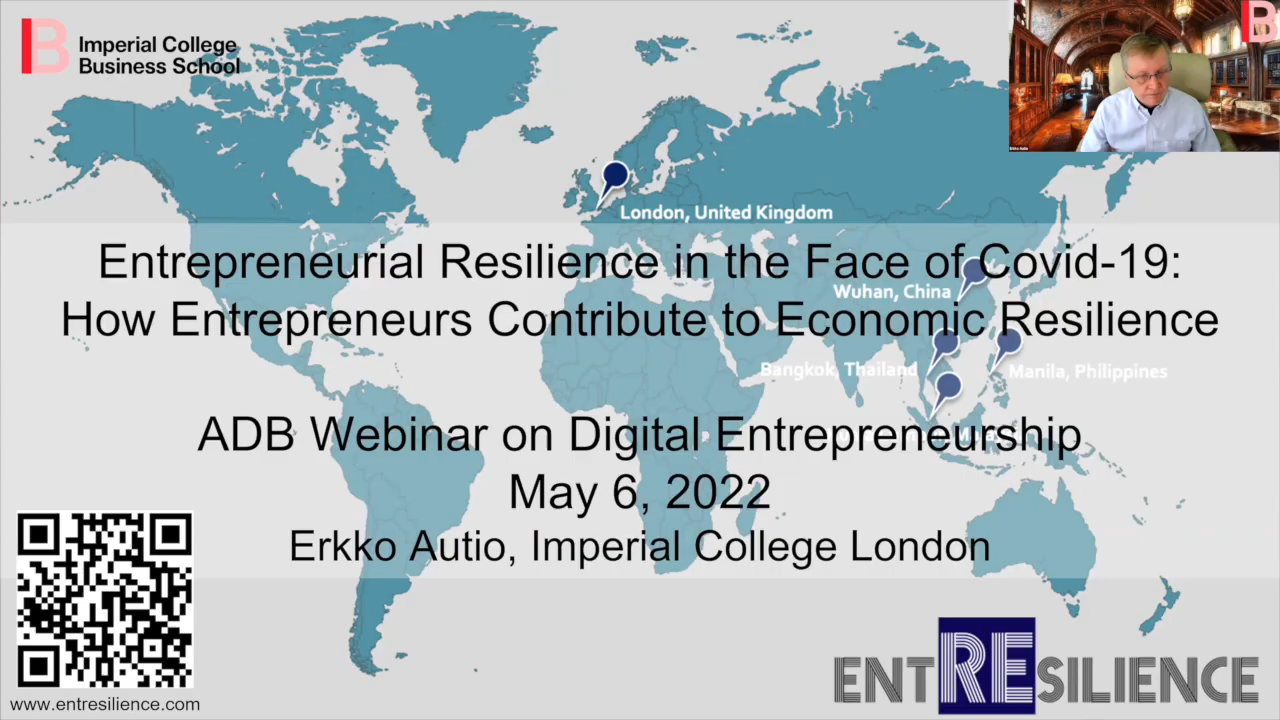 Imperial College
Business School
London, United Kingdom
Entrepreneurial Resilience in the Face of Covid-19:
Wuhan, China
How Entrepreneurs Contribute to Economic Resilience
Bangkok, Thailand
Manila, Philippines
ADB Webinar on Digital Entrepreneurship
May 6, 2022
Erkko Autio, Imperial College London
www.entresilience.com
ENTRESILIENCE
Erkko Autio